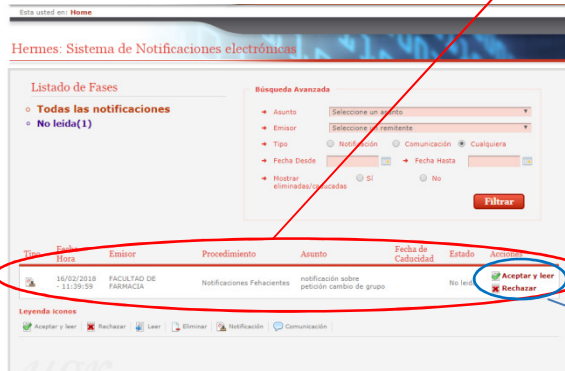 Esta usted en: Home
Hermes: Sistema de Notificaciones electrónicas
Listado de Fases
Todas las notificaciones
No leida(1)
Búsqueda Avanzada
Asunto Seleccione un asunto
Emisor Seleccione un remitente
Tipo Notificación Comunicación Cualquiera
Fecha Desde Fecha Hasta
Mostrar eliminadas/caducadas Sí No
Filtrar
Tipo Fecha Hora Emisor Procedimiento Asunto Fecha de Caducidad Estado Acciones
16/02/2018 - 11:39:59 FACULTAD DE FARMACIA Notificaciones Fehacientes notificación sobre petición cambio de grupo No leida Aceptar y leer
Rechazar
Leyenda iconos
Aceptar y leer Rechazar Leer Eliminar Notificación Comunicación